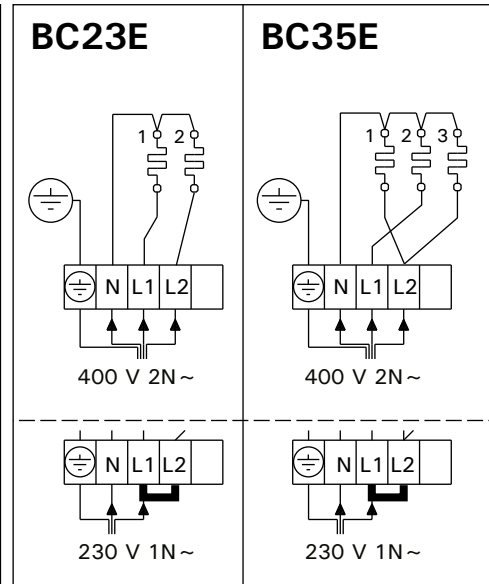 BC23E
1 2
N L1 L2
400 V 2N~
N L1 L2
230 V 1N~
BC35E
1 2 3
N L1 L2
400 V 2N~
N L1 L2
230 V 1N~